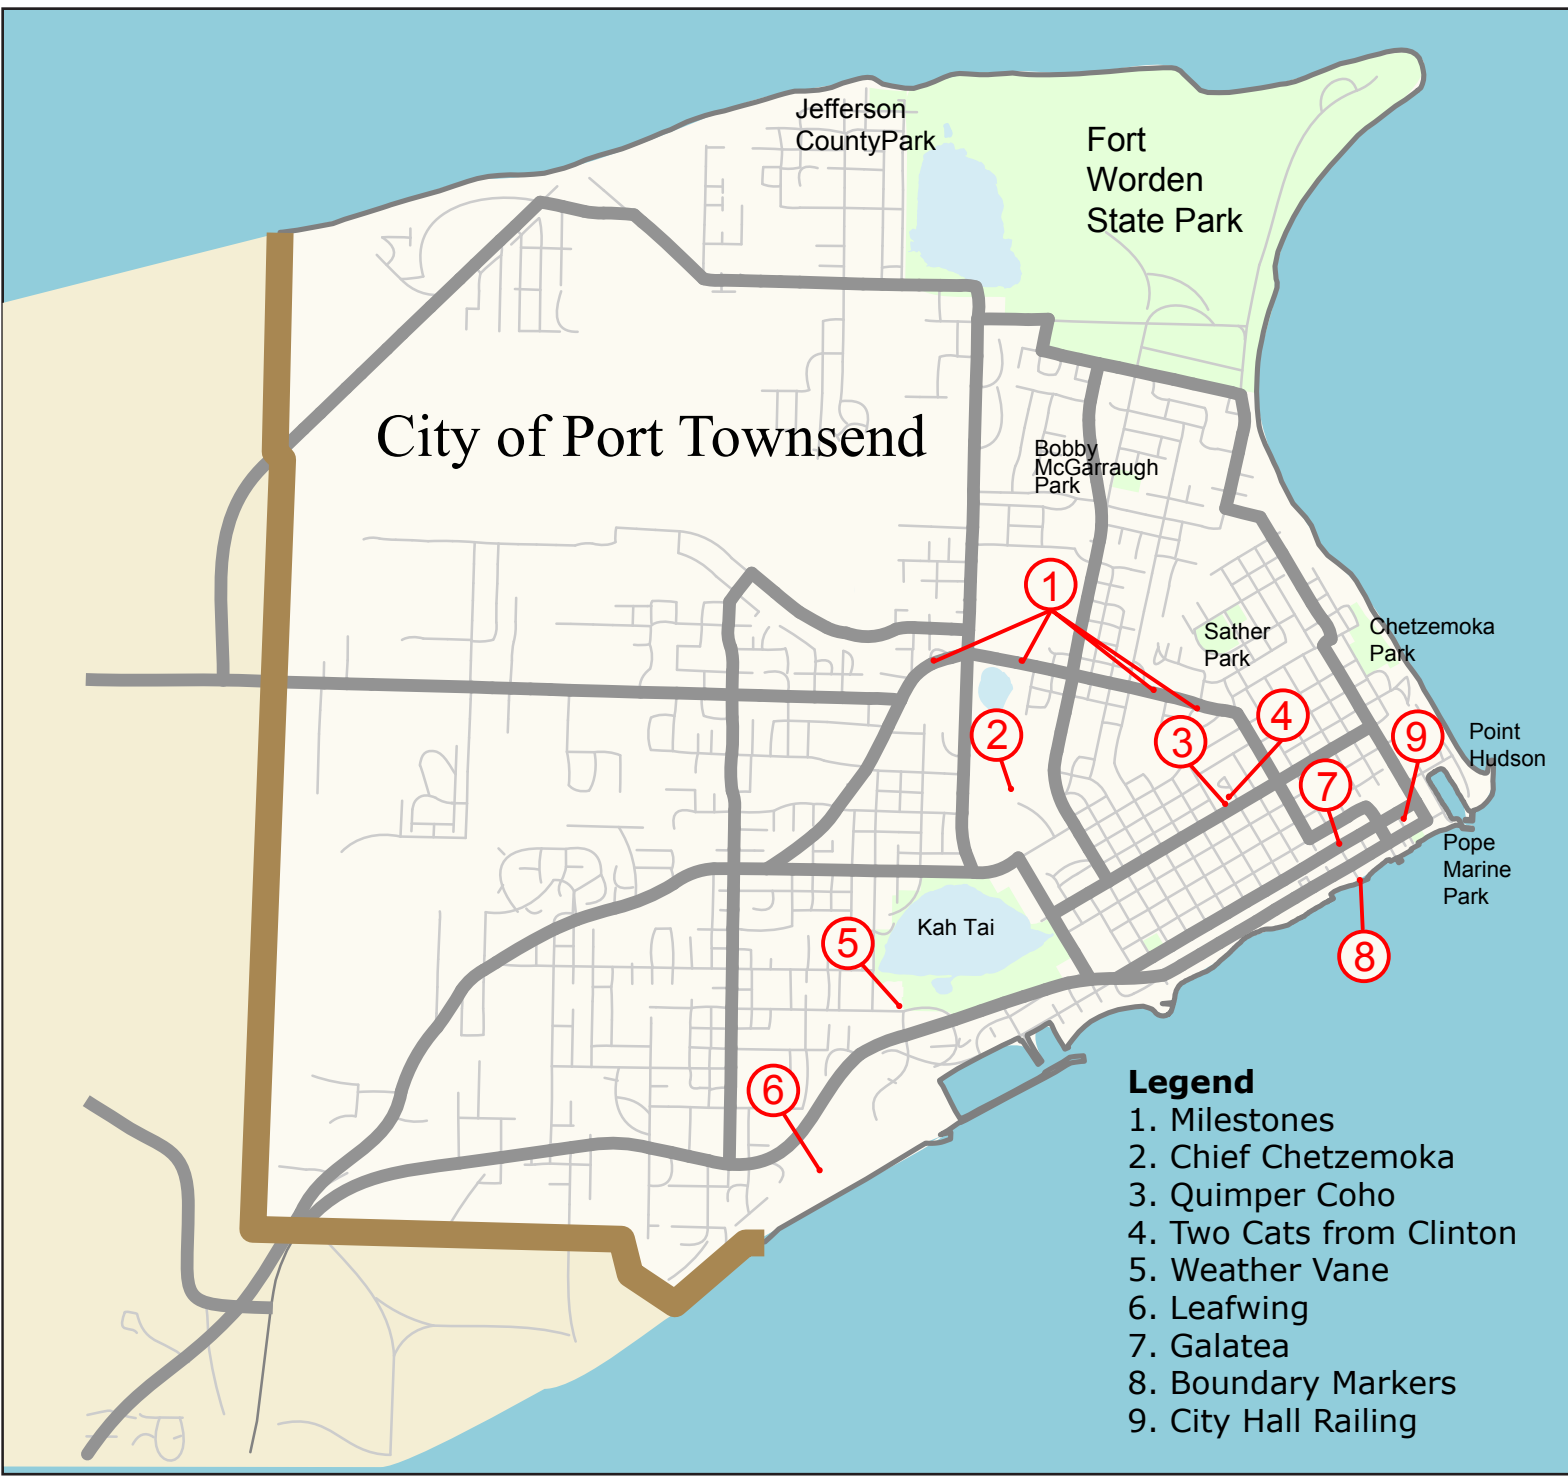 Jefferson
CountyPark
Fort
Worden
State Park
City of Port Townsend
Bobby
McGarraugh
Park
1
Sather
Park
Chetzemoka
Park
2
3
4
9
Point
Hudson
7
Pope
Marine
Park
Kah Tai
5
8
6
Legend
1. Milestones
2. Chief Chetzemoka
3. Quimper Coho
4. Two Cats from Clinton
5. Weather Vane
6. Leafwing
7. Galatea
8. Boundary Markers
9. City Hall Railing